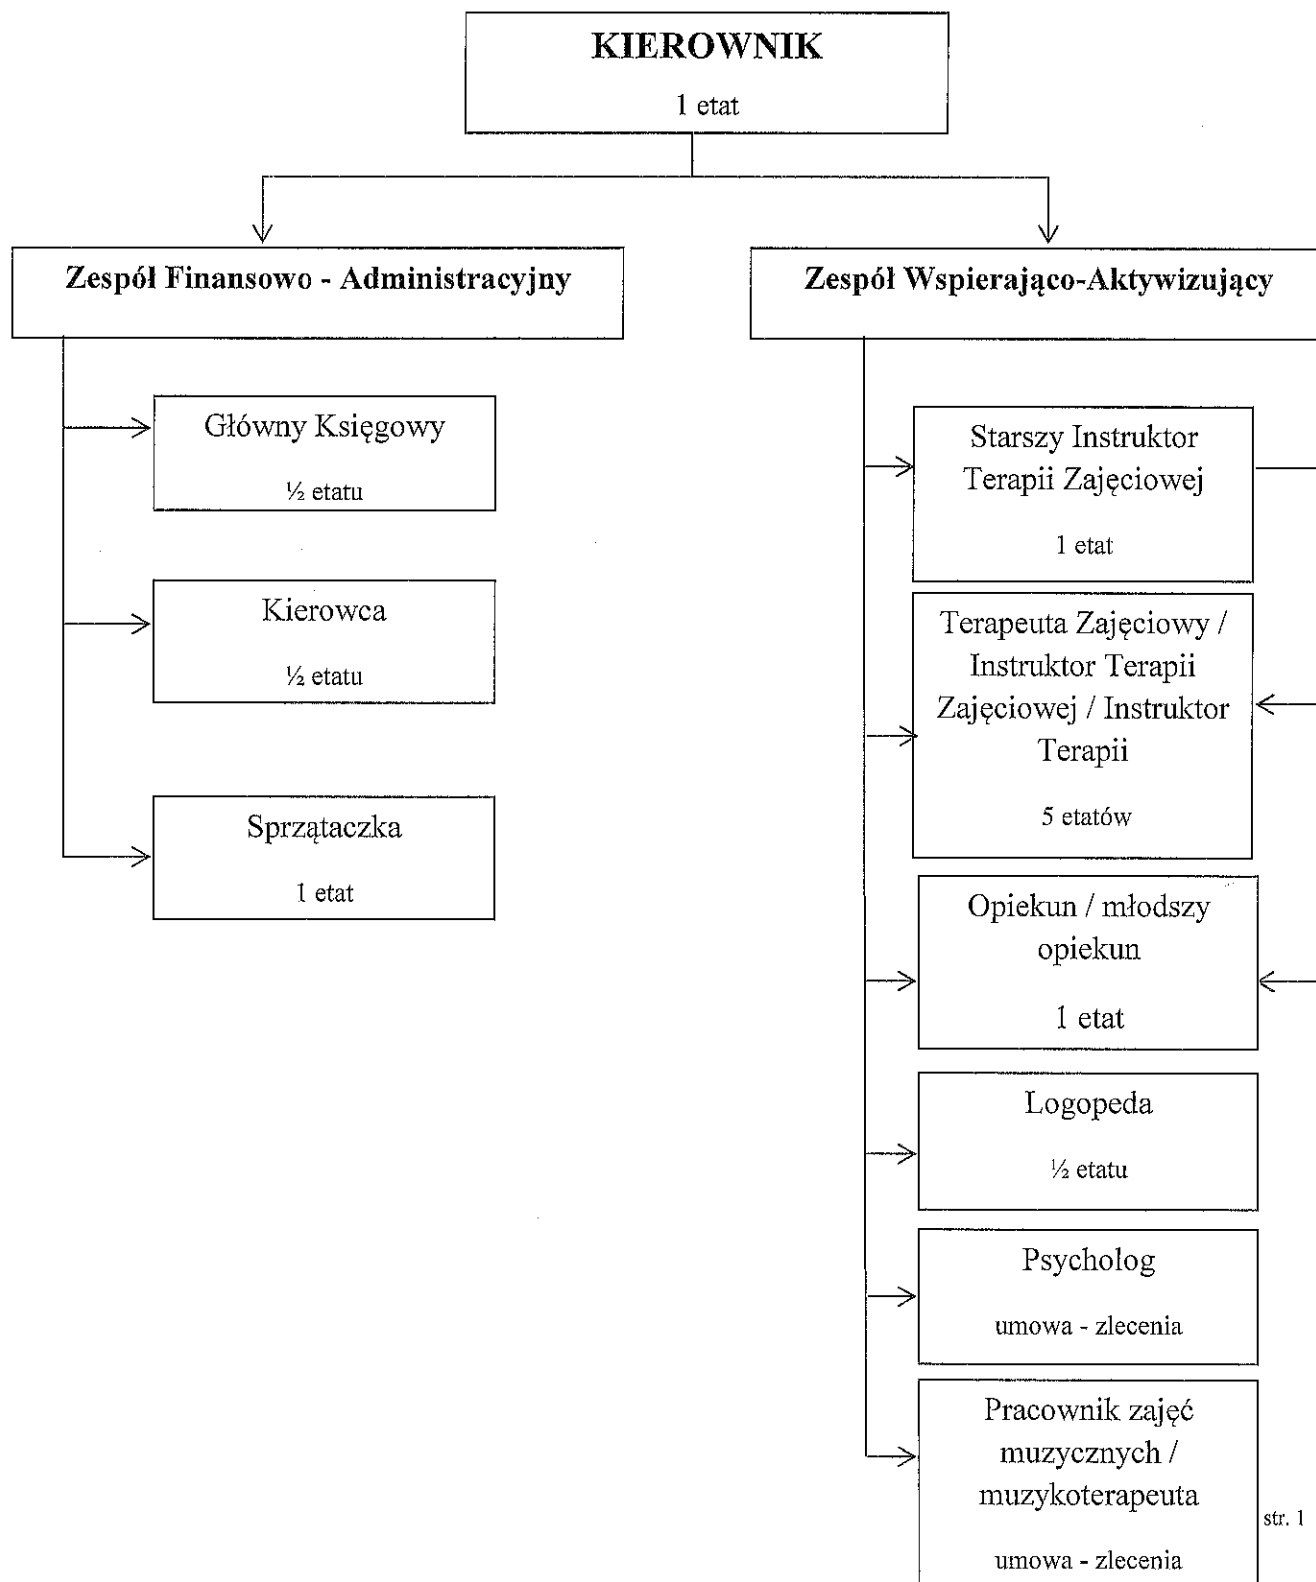 KIEROWNIK
1 etat
Zespół Finansowo - Administracyjny
Główny Księgowy
½ etatu
Kierowca
½ etatu
Sprzątaczka
1 etat
Zespół Wspierająco-Aktywizujący
Starszy Instruktor
Terapii Zajęciowej
1 etat
Terapeuta Zajęciowy /
Instruktor Terapii
Zajęciowej / Instruktor
Terapii
5 etatów
Opiekun / młodszy
opiekun
1 etat
Logopeda
½ etatu
Psycholog
umowa - zlecenia
Pracownik zajęć
muzycznych /
muzykoterapeuta
umowa - zlecenia
str. 1